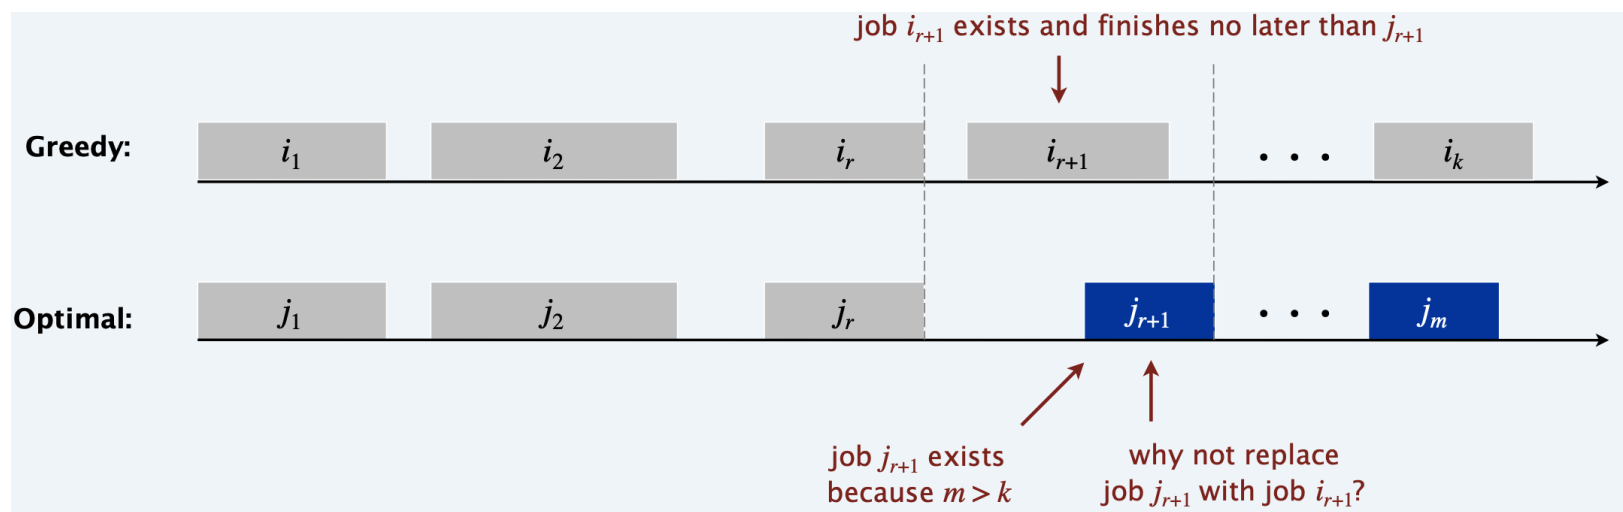 job i_{r+1} exists and finishes no later than j_{r+1}
Greedy: i_1 i_2 i_r i_{r+1} . . . i_k
Optimal: j_1 j_2 j_r j_{r+1} . . . j_m
job j_{r+1} exists
because m > k
why not replace
job j_{r+1} with job i_{r+1}?